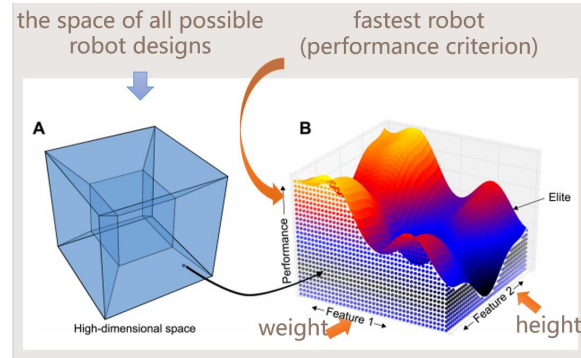 the space of all possible
robot designs
fastest robot
(performance criterion)
A
B
Elite
Performance
High-dimensional space
Feature 1
Feature 2
weight
height